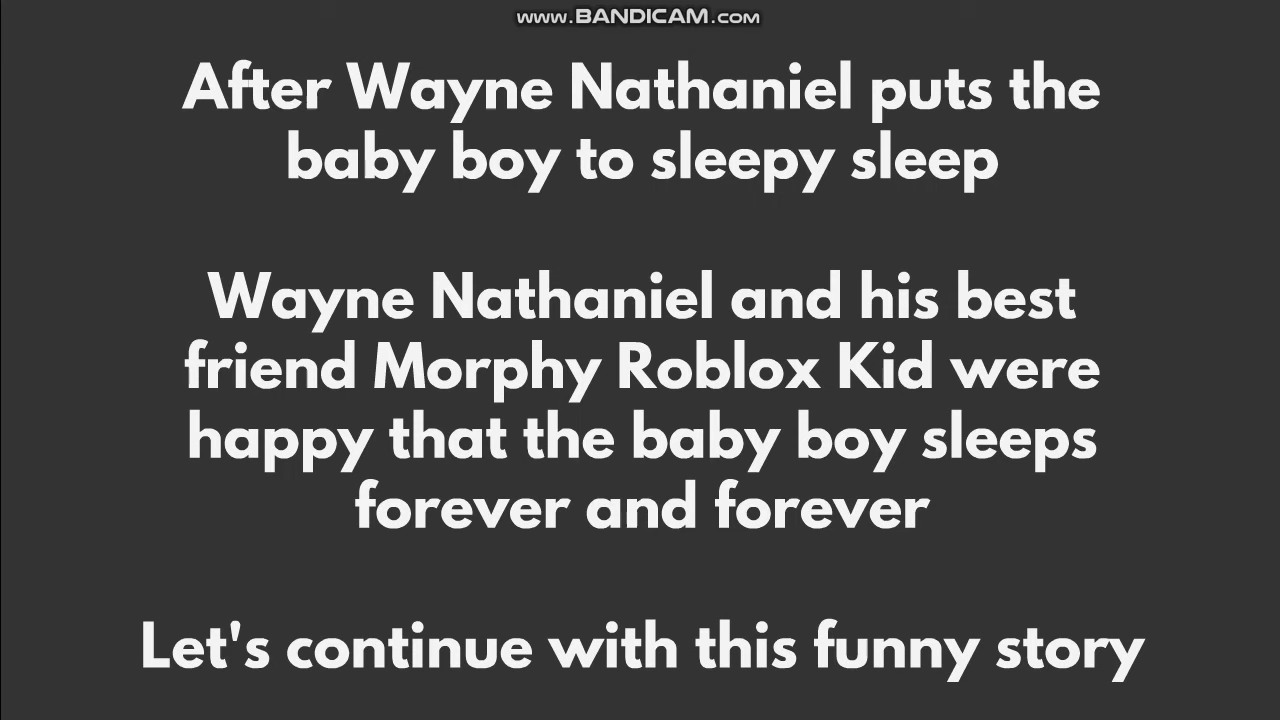 www.BANDICAM.com
After Wayne Nathaniel puts the
baby boy to sleepy sleep
Wayne Nathaniel and his best
friend Morphy Roblox Kid were
happy that the baby boy sleeps
forever and forever
Let's continue with this funny story